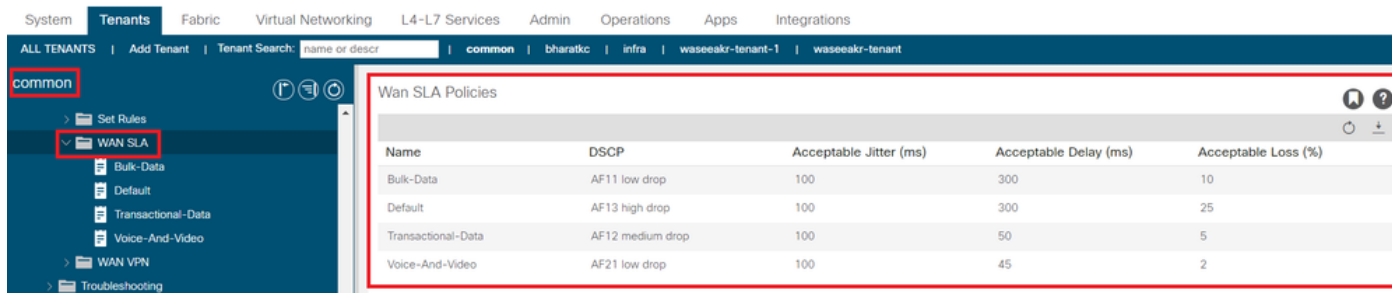 System Tenants Fabric Virtual Networking L4-L7 Services Admin Operations Apps Integrations
ALL TENANTS | Add Tenant | Tenant Search: name or descr | common | bharatkc | infra | waseeakr-tenant-1 | waseeakr-tenant
common
Set Rules
WAN SLA
Bulk-Data
Default
Transactional-Data
Voice-And-Video
WAN VPN
Troubleshooting
Wan SLA Policies
Name DSCP Acceptable Jitter (ms) Acceptable Delay (ms) Acceptable Loss (%)
Bulk-Data AF11 low drop 100 300 10
Default AF13 high drop 100 300 25
Transactional-Data AF12 medium drop 100 50 5
Voice-And-Video AF21 low drop 100 45 2